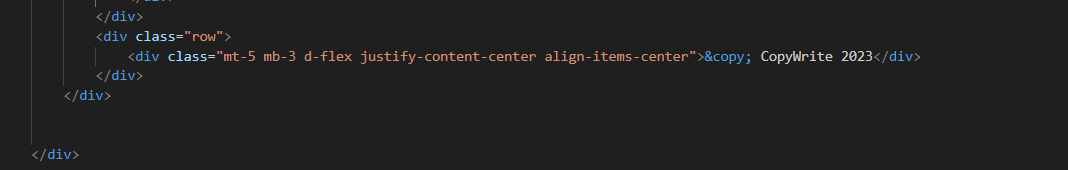 </div>
</div>
<div class="row">
<div class="mt-5 mb-3 d-flex justify-content-center align-items-center">&copy; CopyWrite 2023</div>
</div>
</div>
</div>